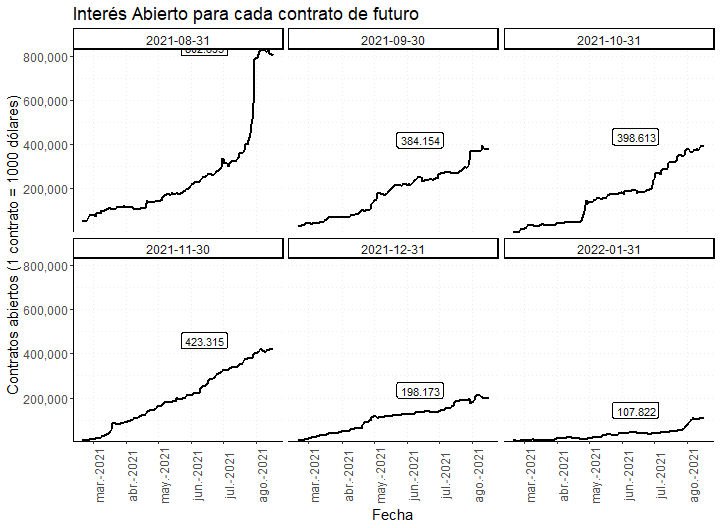 Interés Abierto para cada contrato de futuro
Contratos abiertos (1 contrato = 1000 dólares)
2021-08-31
2021-09-30
2021-10-31
800,000
600,000
400,000
200,000
384.154
398.613
2021-11-30
2021-12-31
2022-01-31
800,000
600,000
400,000
200,000
423.315
198.173
107.822
mar.-2021
abr.-2021
may.-2021
jun.-2021
jul.-2021
ago.-2021
mar.-2021
abr.-2021
may.-2021
jun.-2021
jul.-2021
ago.-2021
mar.-2021
abr.-2021
may.-2021
jun.-2021
jul.-2021
ago.-2021
Fecha